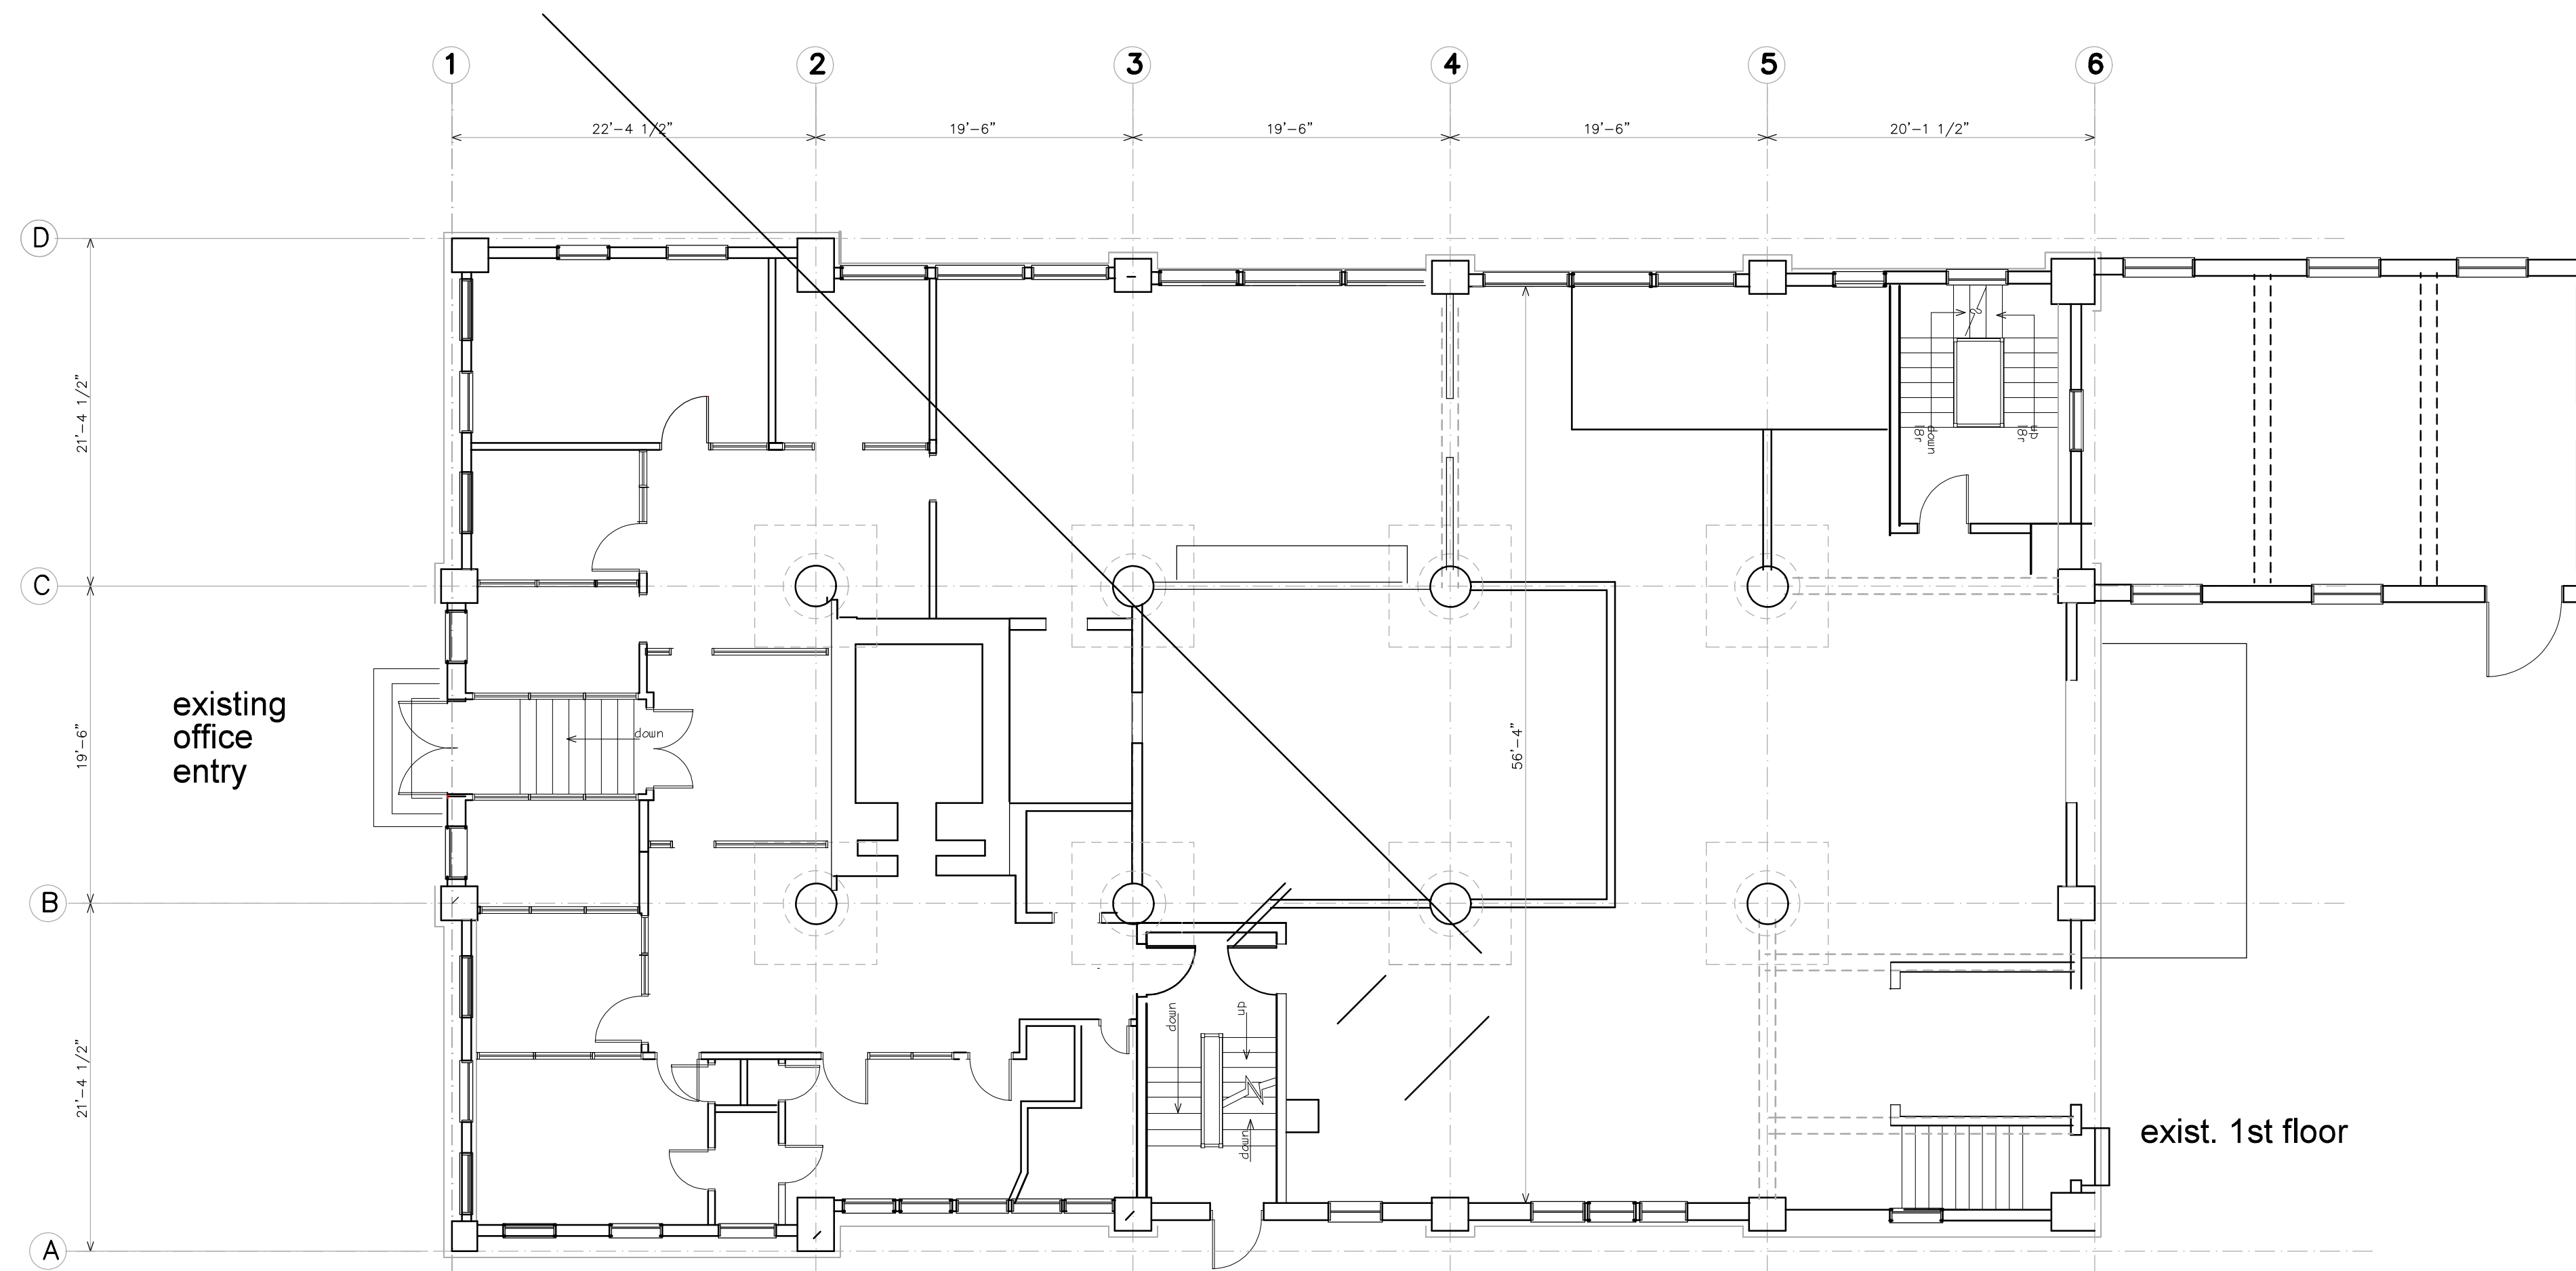 1 2 3 4 5 6
22'-4 1/2" 19'-6" 19'-6" 19'-6" 20'-1 1/2"
D
21'-4 1/2"
down
18r
up
18r
C
existing
office
entry
19'-6"
down
56'-4"
B
down
up
21'-4 1/2"
down
exist. 1st floor
A